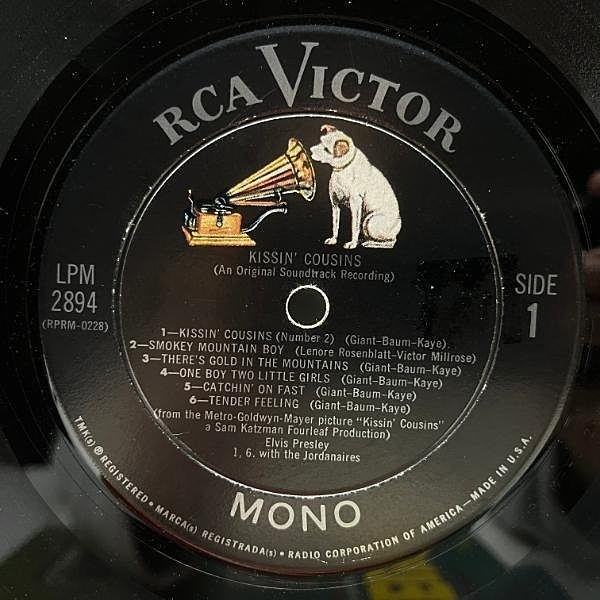 RCA VICTOR
KISSIN' COUSINS
(An Original Soundtrack Recording)
LPM
2894
(RPRM-0228)
SIDE
1
1—KISSIN' COUSINS (Number 2) (Giant-Baum-Kaye)
2—SMOKEY MOUNTAIN BOY (Lenore Rosenblatt-Victor Millrose)
3—THERE'S GOLD IN THE MOUNTAINS (Giant-Baum-Kaye)
4—ONE BOY TWO LITTLE GIRLS (Giant-Baum-Kaye)
5—CATCHIN' ON FAST (Giant-Baum-Kaye)
6—TENDER FEELING (Giant-Baum-Kaye)
(from the Metro-Goldwyn-Mayer picture "Kissin' Cousins"
a Sam Katzman Fourleaf Production)
Elvis Presley
1, 6. with the Jordanaires
MONO
TMK(s) ® REGISTERED • MARCA(s) REGISTRADA(s) • RADIO CORPORATION OF AMERICA—MADE IN U.S.A.